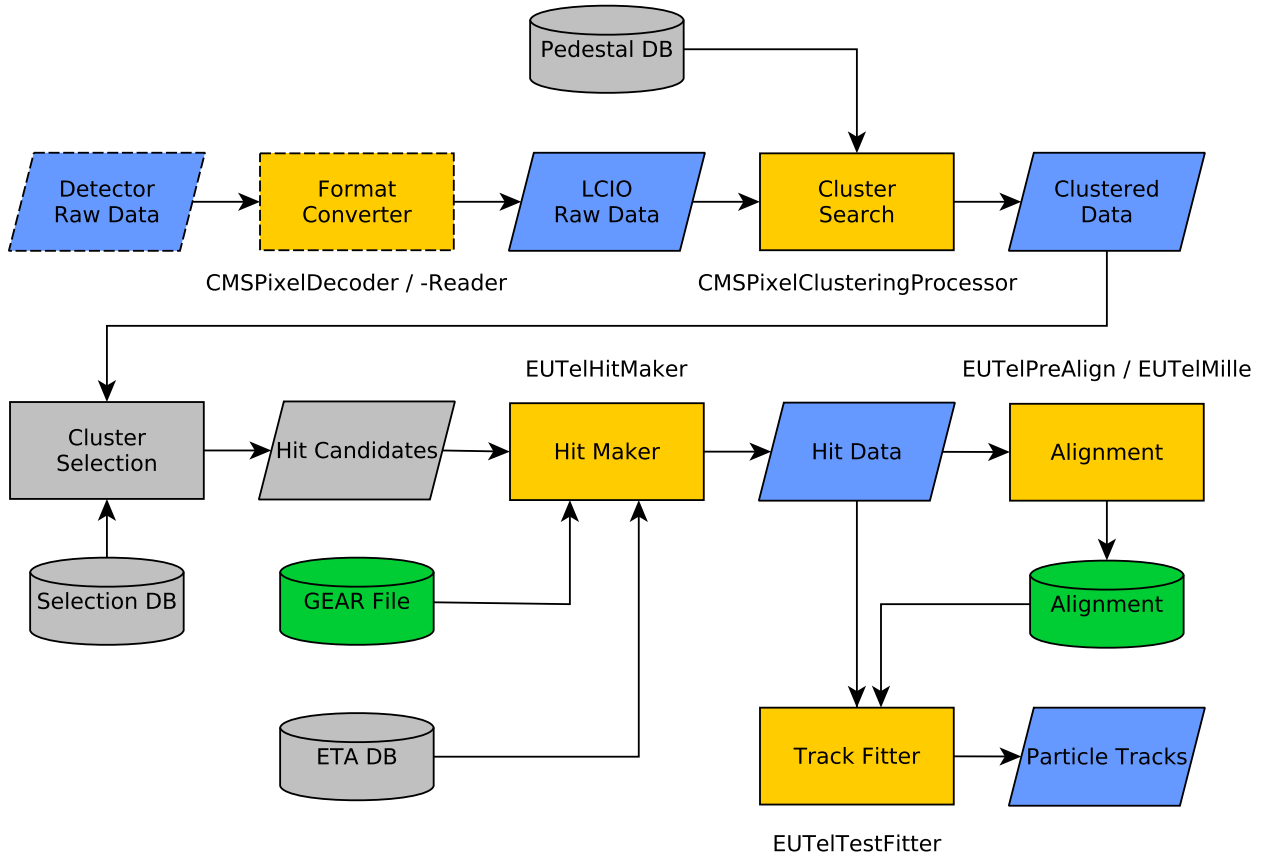 Pedestal DB
Detector
Raw Data
Format
Converter
LCIO
Raw Data
Cluster
Search
Clustered
Data
CMSPixelDecoder / -Reader
CMSPixelClusteringProcessor
EUTelHitMaker
EUTelPreAlign / EUTelMille
Cluster
Selection
Hit Candidates
Hit Maker
Hit Data
Alignment
Selection DB
GEAR File
Alignment
ETA DB
Track Fitter
Particle Tracks
EUTelTestFitter